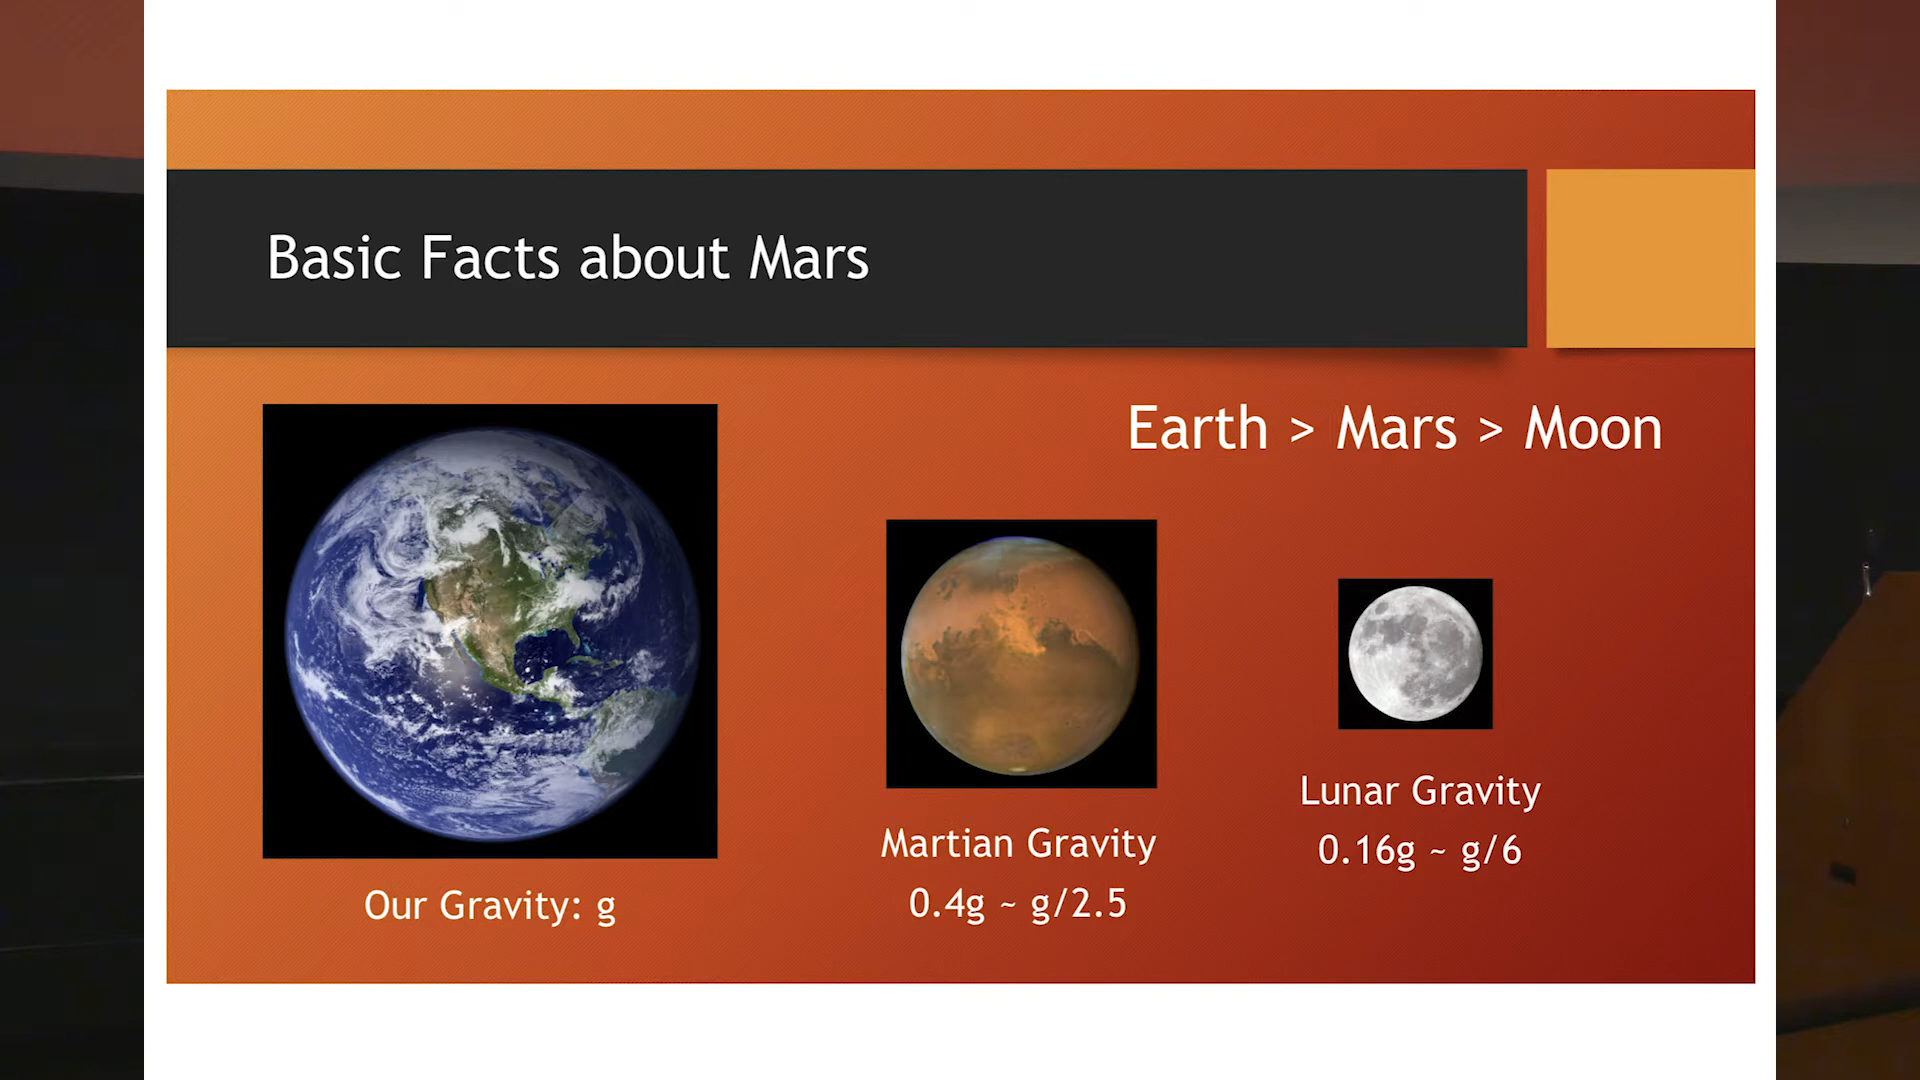 Basic Facts about Mars
Earth > Mars > Moon
Our Gravity: g
Martian Gravity
0.4g ~ g/2.5
Lunar Gravity
0.16g ~ g/6